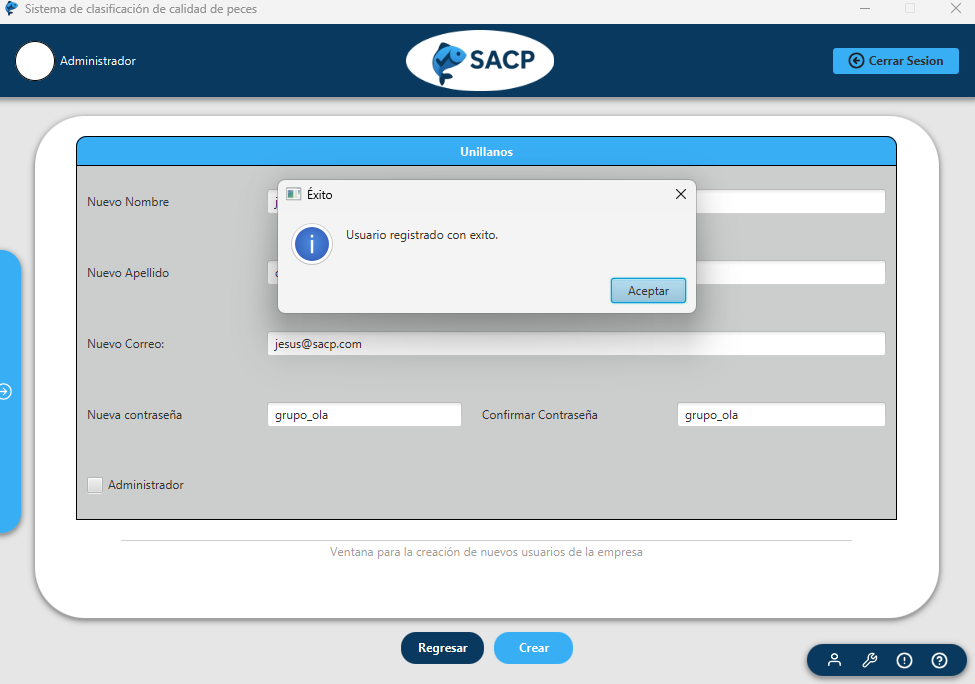 Sistema de clasificación de calidad de peces
Administrador
SACP
Cerrar Sesion
Unillanos
Éxito
Usuario registrado con exito.
Aceptar
Nuevo Nombre
Nuevo Apellido
Nuevo Correo:
jesus@sacp.com
Nueva contraseña
grupo_ola
Confirmar Contraseña
grupo_ola
Administrador
Ventana para la creación de nuevos usuarios de la empresa
Regresar
Crear